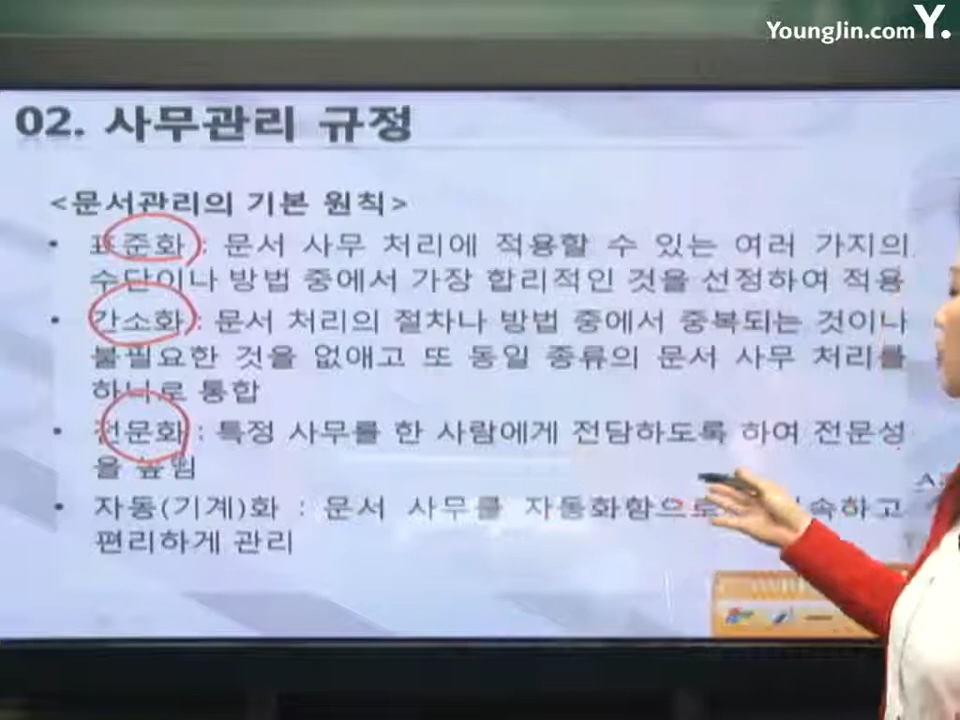 YoungJin.com Y.
02. 사무관리 규정
<문서관리의 기본 원칙>
• 표준화 : 문서 사무 처리에 적용할 수 있는 여러 가지의
수단이나 방법 중에서 가장 합리적인 것을 선정하여 적용
• 간소화 : 문서 처리의 절차나 방법 중에서 중복되는 것이나
불필요한 것을 없애고 또 동일 종류의 문서 사무 처리를
하나로 통합
• 전문화 : 특정 사무를 한 사람에게 전담하도록 하여 전문성
을 높임
• 자동(기계)화 : 문서 사무를 자동화함으로 속하고
편리하게 관리